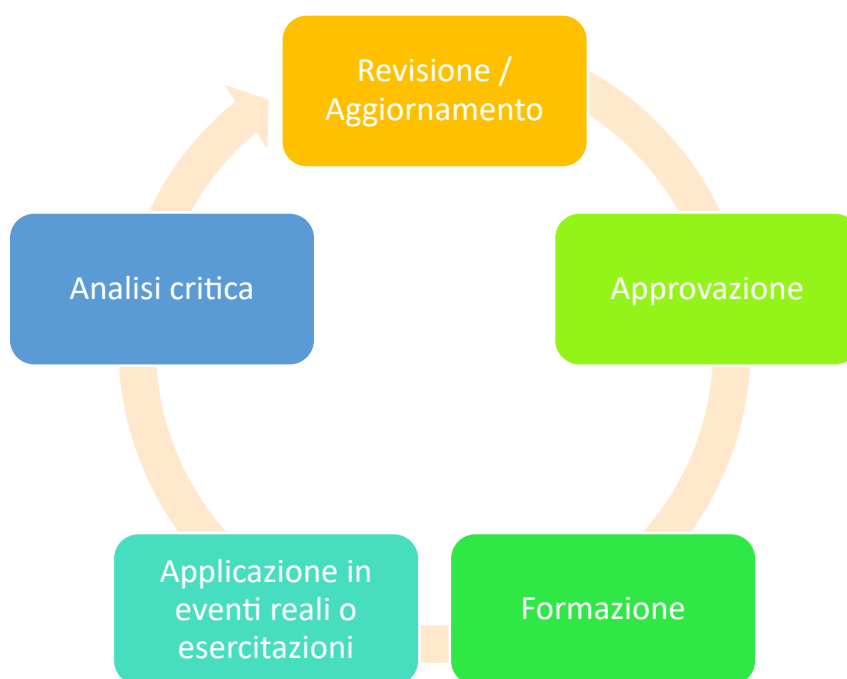 Revisione /
Aggiornamento
Approvazione
Formazione
Applicazione in
eventi reali o
esercitazioni
Analisi critica